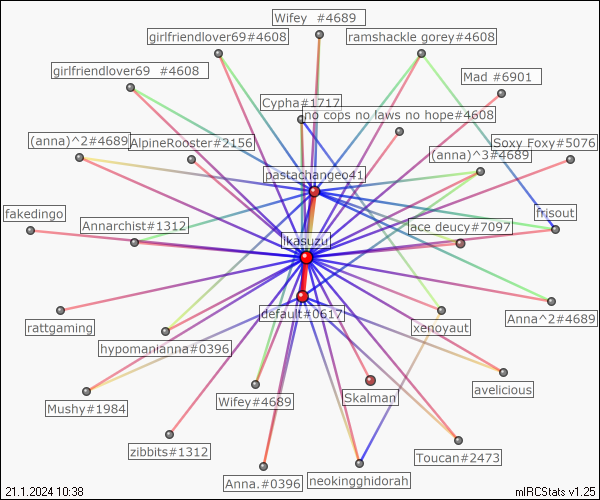 Wifey  #4689
girlfriendlover69#4608
ramshackle gorey#4608
girlfriendlover69  #4608
Mad #6901
Cypha#1717
no cops no laws no hope#4608
(anna)^2#4689
AlpineRooster#2156
Soxy Foxy#5076
(anna)^3#4689
pastachangeo41
fakedingo
Annarchist#1312
ace deucy#7097
frisout
ikasuzu
default#0617
Anna^2#4689
rattgaming
xenoyaut
hypomanianna#0396
avelicious
Skalman
Mushy#1984
Wifey#4689
zibbits#1312
Toucan#2473
Anna.#0396
neokingghidorah
21.1.2024 10:38
mIRCStats v1.25